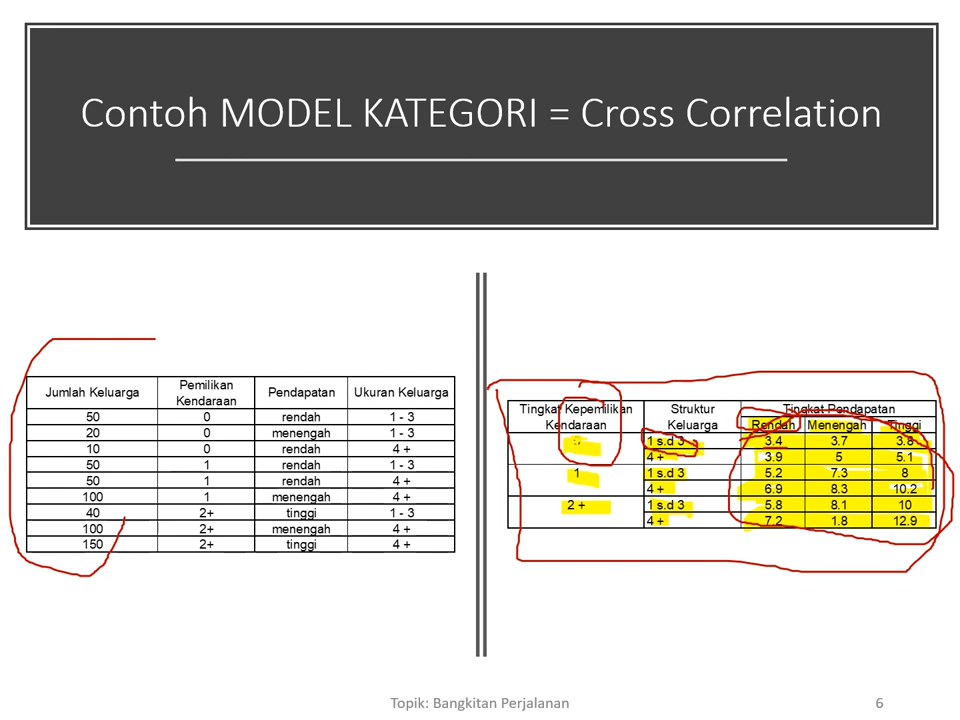 Contoh MODEL KATEGORI = Cross Correlation
Jumlah Keluarga Pemilikan Kendaraan Pendapatan Ukuran Keluarga
50 0 rendah 1 - 3
20 0 menengah 1 - 3
10 0 rendah 4 +
50 1 rendah 1 - 3
50 1 rendah 4 +
100 1 menengah 4 +
40 2+ tinggi 1 - 3
100 2+ menengah 4 +
150 2+ tinggi 4 +
Tingkat Kepemilikan Kendaraan Struktur Keluarga Tingkat Pendapatan
Rendah Menengah Tinggi
1 s.d 3 3.4 3.7 3.8
4 + 3.9 5 5.1
1 1 s.d 3 5.2 7.3 8
4 + 6.9 8.3 10.2
2 + 1 s.d 3 5.8 8.1 10
4 + 7.2 1.8 12.9
Topik: Bangkitan Perjalanan 6